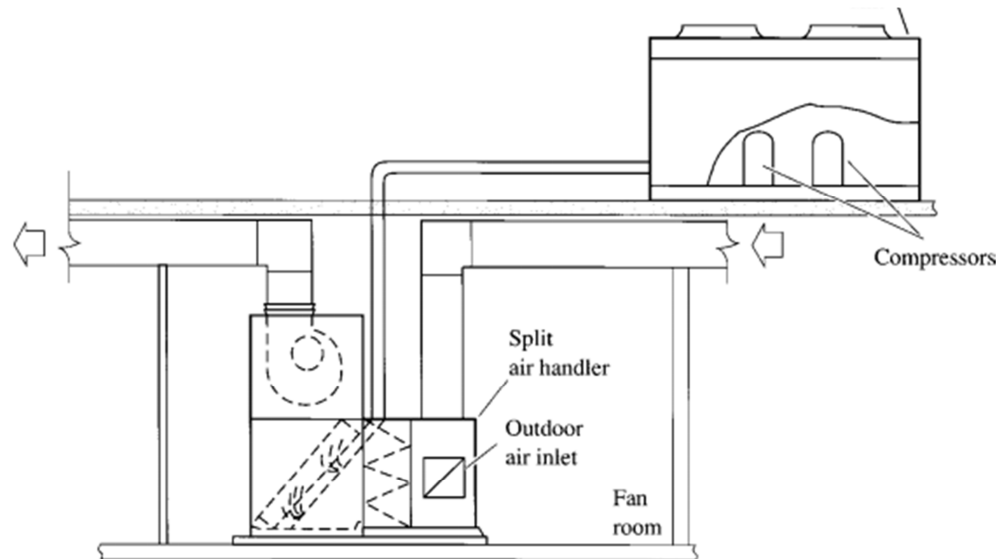 Compressors
Split
air handler
Outdoor
air inlet
Fan
room